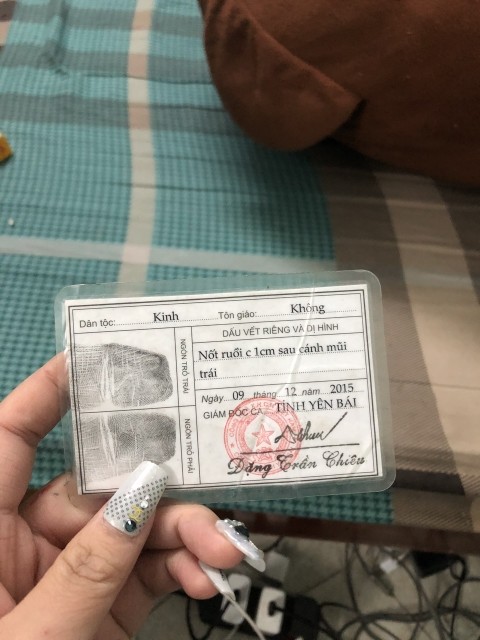 Dân tộc: Kinh Tôn giáo: Không
DẤU VẾT RIÊNG VÀ DỊ HÌNH
NGÓN TRỎ TRÁI
Nốt ruồi c 1cm sau cánh mũi
trái
Ngày 09 tháng 12 năm 2015
GIÁM ĐỐC CA TỈNH YÊN BÁI
NGÓN TRỎ PHẢI
Đặng Trần Chiêu